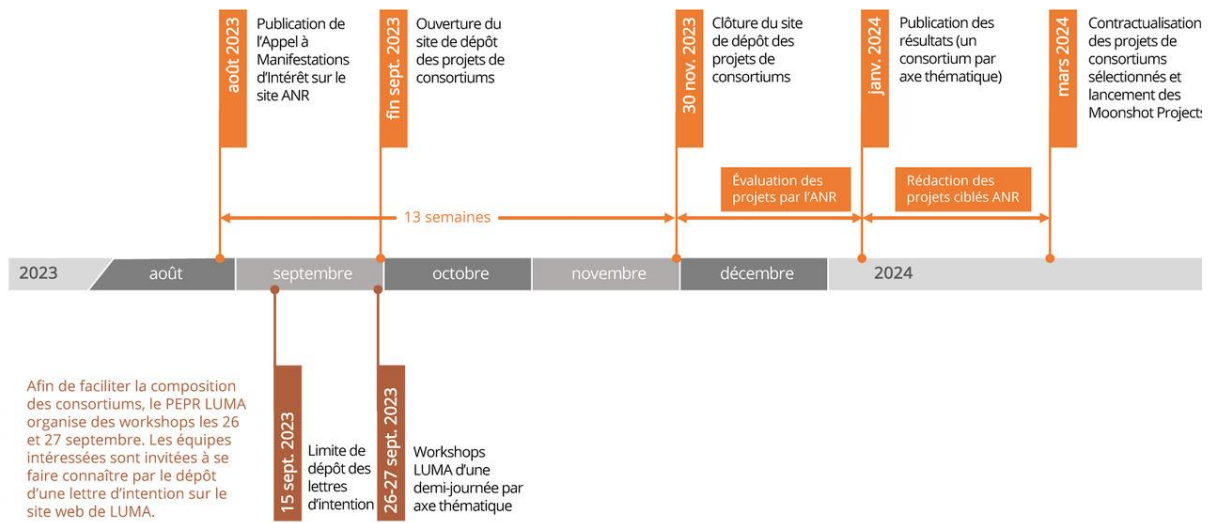 août 2023
Publication de
l'Appel à
Manifestations
d'Intérêt sur le
site ANR
fin sept. 2023
Ouverture du
site de dépôt
des projets de
consortiums
30 nov. 2023
Clôture du site
de dépôt des
projets de
consortiums
janv. 2024
Publication des
résultats (un
consortium par
axe thématique)
mars 2024
Contractualisation
des projets de
consortiums
sélectionnés et
lancement des
Moonshot Projects
13 semaines
Évaluation des
projets par l'ANR
Rédaction des
projets ciblés ANR
2023
août
septembre
octobre
novembre
décembre
2024
Afin de faciliter la composition
des consortiums, le PEPR LUMA
organise des workshops les 26
et 27 septembre. Les équipes
intéressées sont invitées à se
faire connaître par le dépôt
d'une lettre d'intention sur le
site web de LUMA.
15 sept. 2023
Limite de
dépôt des
lettres
d'intention
26-27 sept. 2023
Workshops
LUMA d'une
demi-journée par
axe thématique